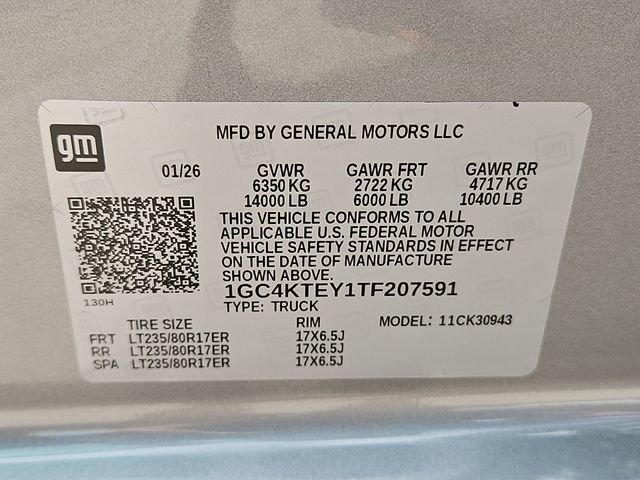 gm
MFD BY GENERAL MOTORS LLC
01/26 GVWR GAWR FRT GAWR RR
6350 KG 2722 KG 4717 KG
14000 LB 6000 LB 10400 LB
THIS VEHICLE CONFORMS TO ALL
APPLICABLE U.S. FEDERAL MOTOR
VEHICLE SAFETY STANDARDS IN EFFECT
ON THE DATE OF MANUFACTURE
SHOWN ABOVE.
130H
1GC4KTEY1TF207591
TYPE: TRUCK
TIRE SIZE RIM MODEL: 11CK30943
FRT LT235/80R17ER 17X6.5J
RR LT235/80R17ER 17X6.5J
SPA LT235/80R17ER 17X6.5J